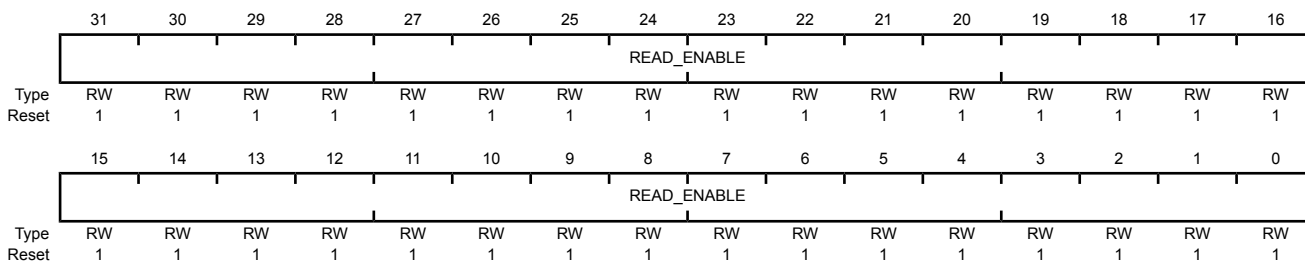 31 30 29 28 27 26 25 24 23 22 21 20 19 18 17 16
READ_ENABLE
Type RW RW RW RW RW RW RW RW RW RW RW RW RW RW RW RW
Reset 1 1 1 1 1 1 1 1 1 1 1 1 1 1 1 1
15 14 13 12 11 10 9 8 7 6 5 4 3 2 1 0
READ_ENABLE
Type RW RW RW RW RW RW RW RW RW RW RW RW RW RW RW RW
Reset 1 1 1 1 1 1 1 1 1 1 1 1 1 1 1 1